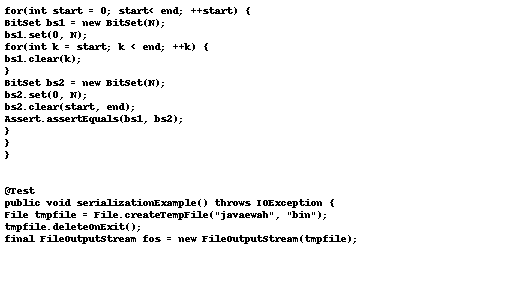 for(int start = 0; start< end; ++start) {
BitSet bs1 = new BitSet(N);
bs1.set(0, N);
for(int k = start; k < end; ++k) {
bs1.clear(k);
}
BitSet bs2 = new BitSet(N);
bs2.set(0, N);
bs2.clear(start, end);
Assert.assertEquals(bs1, bs2);
}
}
}
@Test
public void serializationExample() throws IOException {
File tmpfile = File.createTempFile("javaewah", "bin");
tmpfile.deleteOnExit();
final FileOutputStream fos = new FileOutputStream(tmpfile);